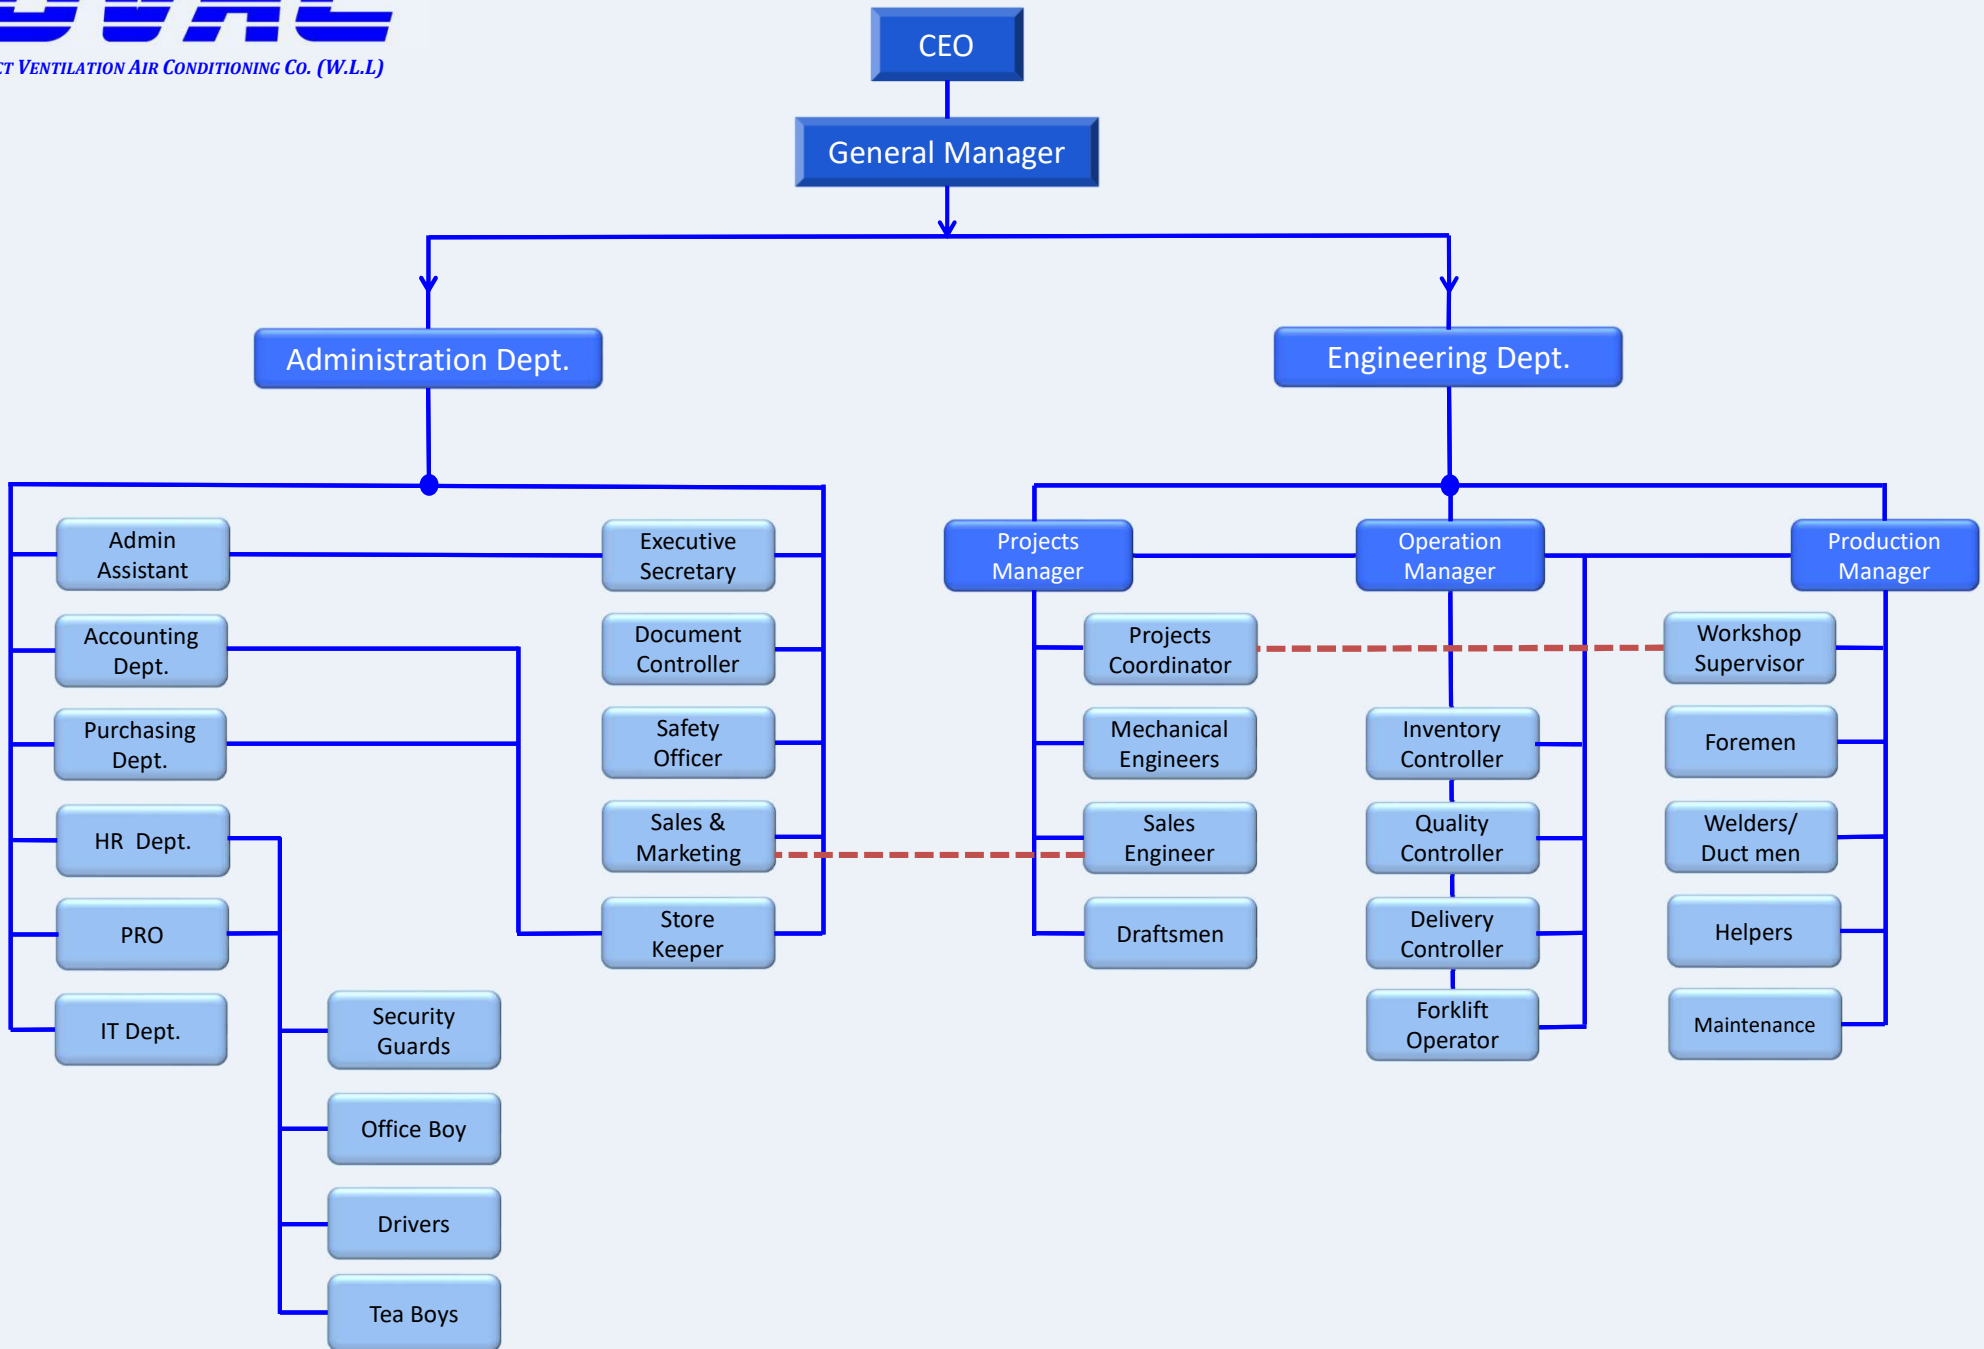 VENTILATION AIR CONDITIONING CO. (W.L.L)
CEO
General Manager
Administration Dept.
Engineering Dept.
Admin
Assistant
Executive
Secretary
Projects
Manager
Operation
Manager
Production
Manager
Accounting
Dept.
Document
Controller
Projects
Coordinator
Workshop
Supervisor
Purchasing
Dept.
Safety
Officer
Mechanical
Engineers
Inventory
Controller
Foremen
HR  Dept.
Sales &
Marketing
Sales
Engineer
Quality
Controller
Welders/
Duct men
PRO
Store
Keeper
Draftsmen
Delivery
Controller
Helpers
IT Dept.
Security
Guards
Forklift
Operator
Maintenance
Office Boy
Drivers
Tea Boys